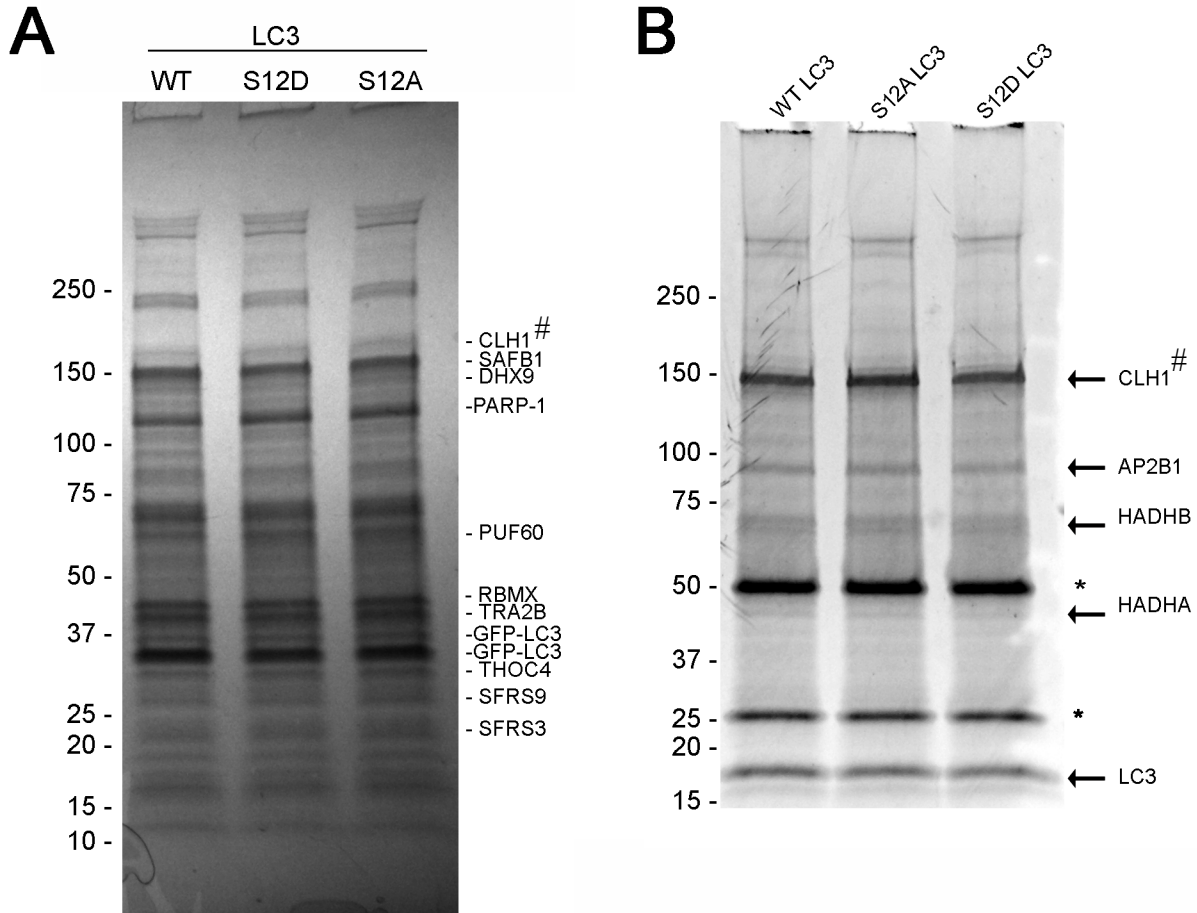 A
LC3
WT S12D S12A
250 -
150 -
100 -
75 -
50 -
37 -
25 -
20 -
15 -
10 -
- CLH1 #
- SAFB1
- DHX9
-PARP-1
- PUF60
- RBMX
- TRA2B
-GFP-LC3
-GFP-LC3
- THOC4
- SFRS9
- SFRS3
B
WT LC3
S12A LC3
S12D LC3
250 -
150 -
100 -
75 -
50 -
37 -
25 -
20 -
15 -
CLH1 #
AP2B1
HADHB
*
HADHA
*
LC3